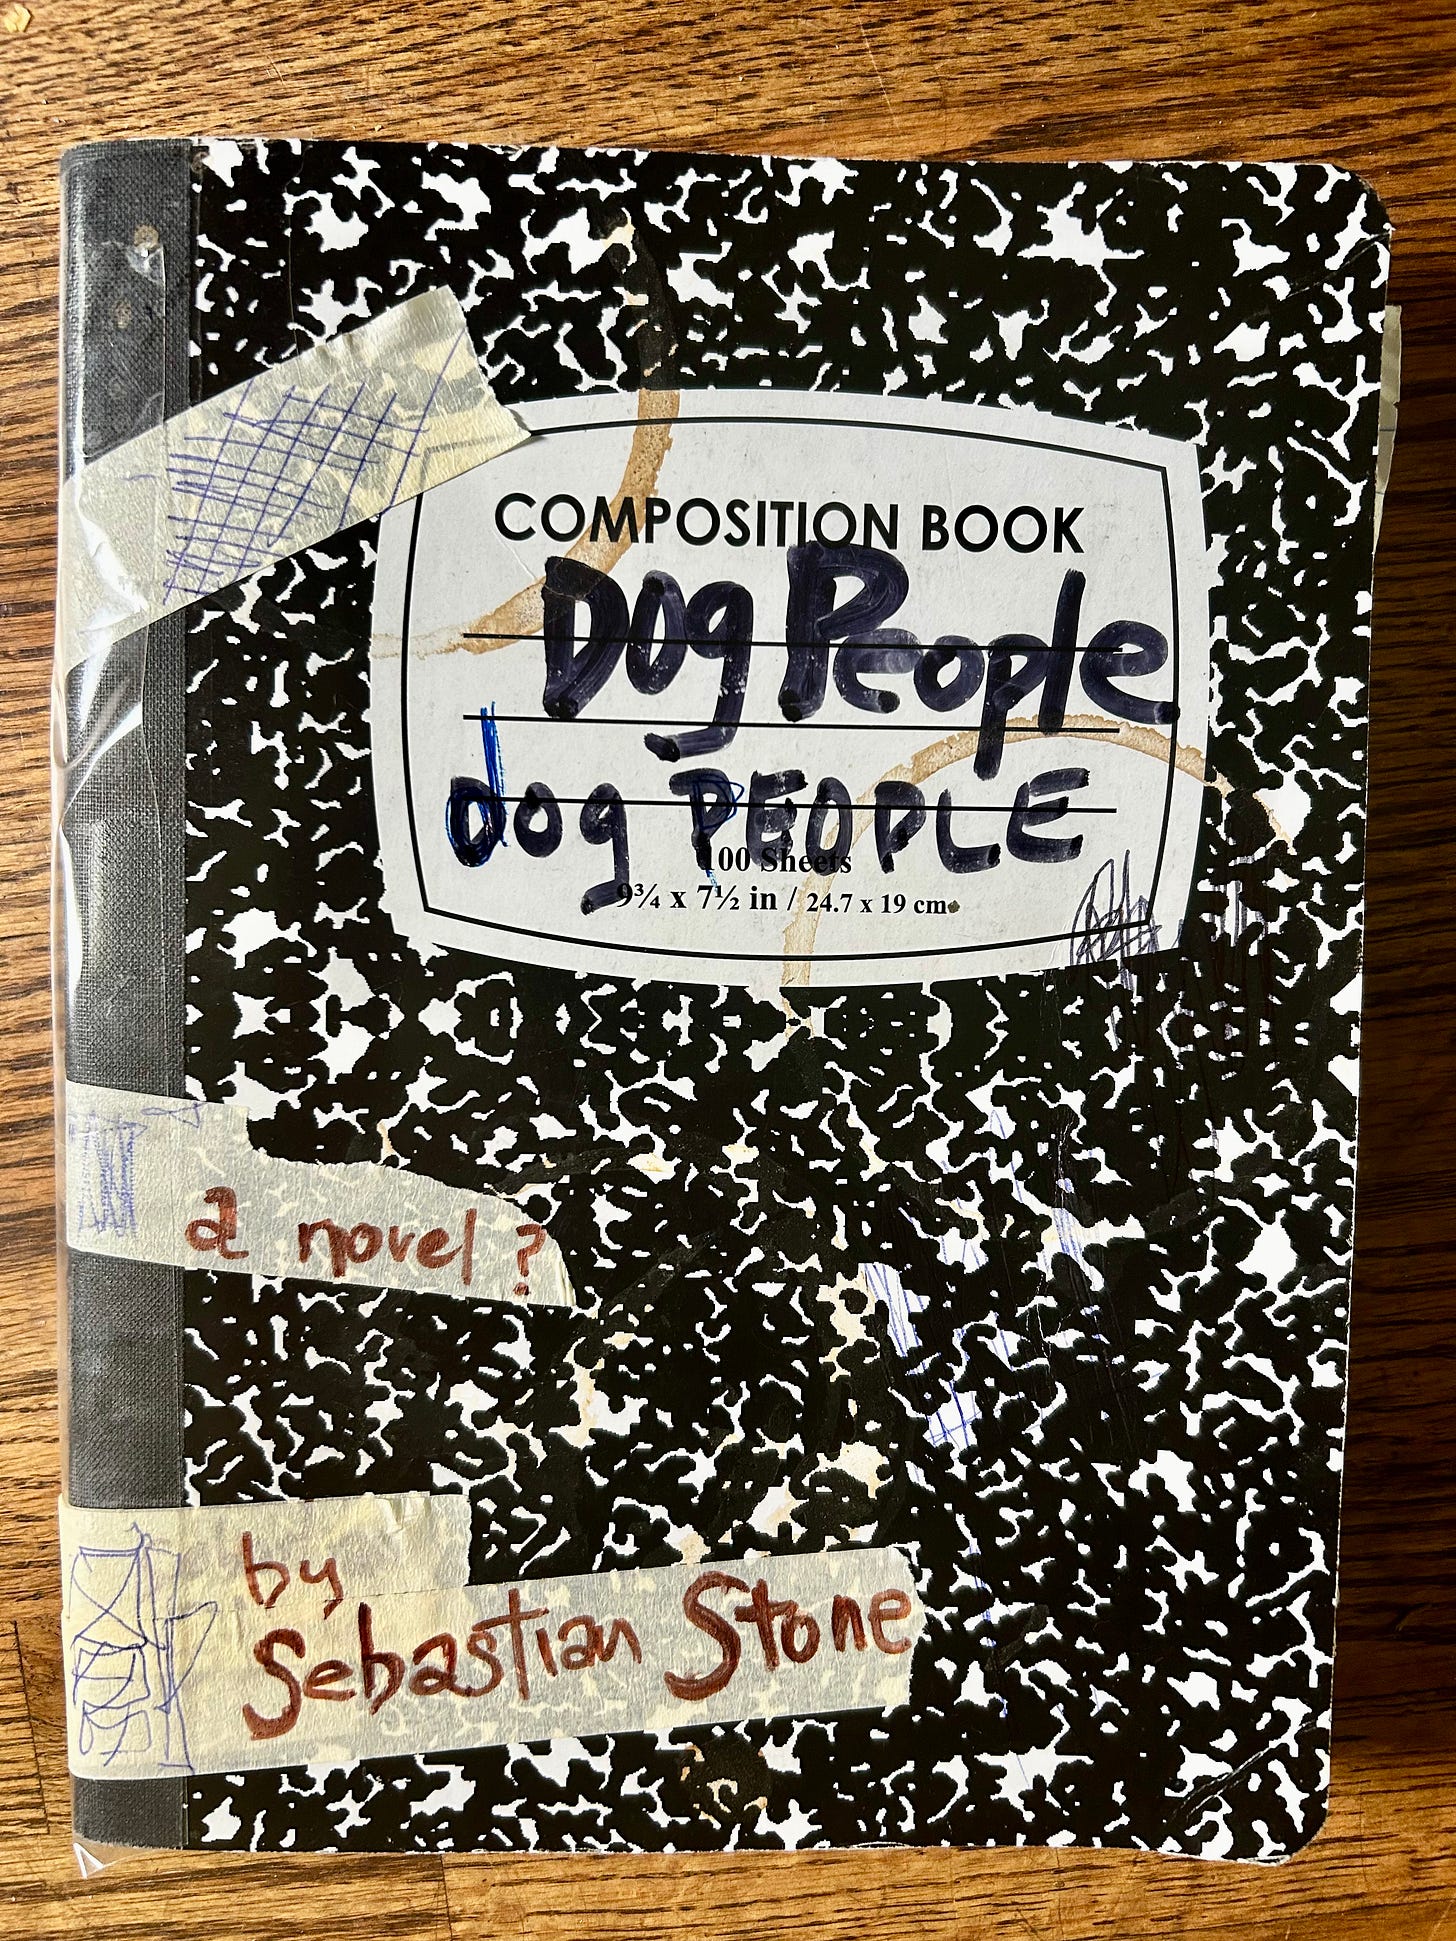 COMPOSITION BOOK
Dog People
dog PEOPLE
100 Sheets
9¾ x 7½ in / 24.7 x 19 cm
a novel?
by
Sebastian Stone